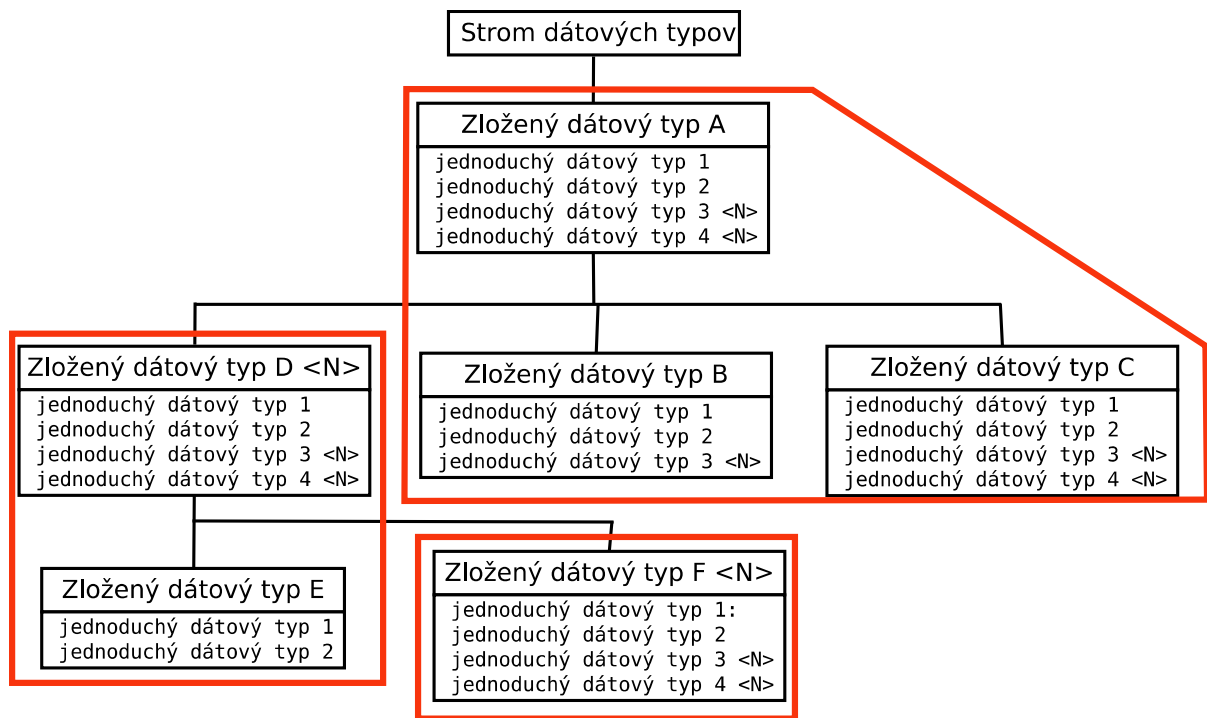 Strom dátových typov
Zložený dátový typ A
jednoduchý dátový typ 1
jednoduchý dátový typ 2
jednoduchý dátový typ 3 <N>
jednoduchý dátový typ 4 <N>
Zložený dátový typ D <N>
jednoduchý dátový typ 1
jednoduchý dátový typ 2
jednoduchý dátový typ 3 <N>
jednoduchý dátový typ 4 <N>
Zložený dátový typ B
jednoduchý dátový typ 1
jednoduchý dátový typ 2
jednoduchý dátový typ 3 <N>
Zložený dátový typ C
jednoduchý dátový typ 1
jednoduchý dátový typ 2
jednoduchý dátový typ 3 <N>
jednoduchý dátový typ 4 <N>
Zložený dátový typ E
jednoduchý dátový typ 1
jednoduchý dátový typ 2
Zložený dátový typ F <N>
jednoduchý dátový typ 1:
jednoduchý dátový typ 2
jednoduchý dátový typ 3 <N>
jednoduchý dátový typ 4 <N>